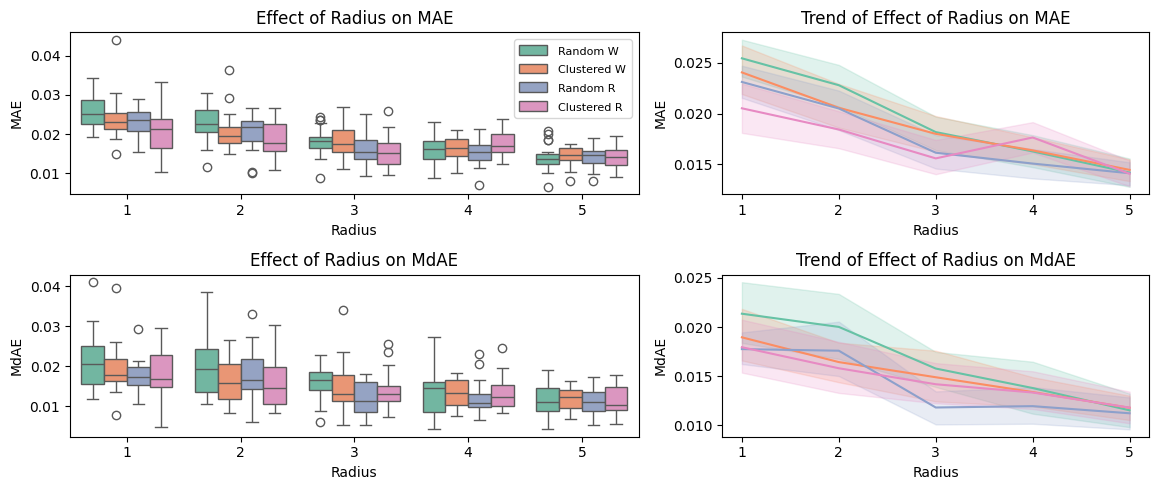 Effect of Radius on MAE
Trend of Effect of Radius on MAE
MAE
0.04
0.03
0.02
0.01
Random W
Clustered W
Random R
Clustered R
1 2 3 4 5
Radius
MAE
0.025
0.020
0.015
1 2 3 4 5
Radius
Effect of Radius on MdAE
Trend of Effect of Radius on MdAE
MdAE
0.04
0.03
0.02
0.01
1 2 3 4 5
Radius
MdAE
0.025
0.020
0.015
0.010
1 2 3 4 5
Radius